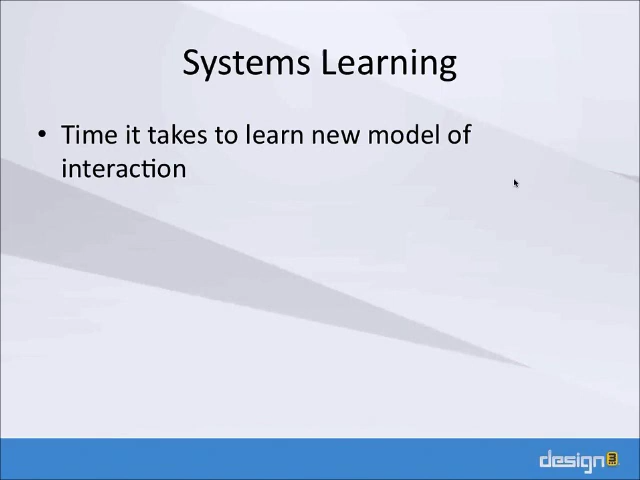 Systems Learning
• Time it takes to learn new model of
interaction
design3